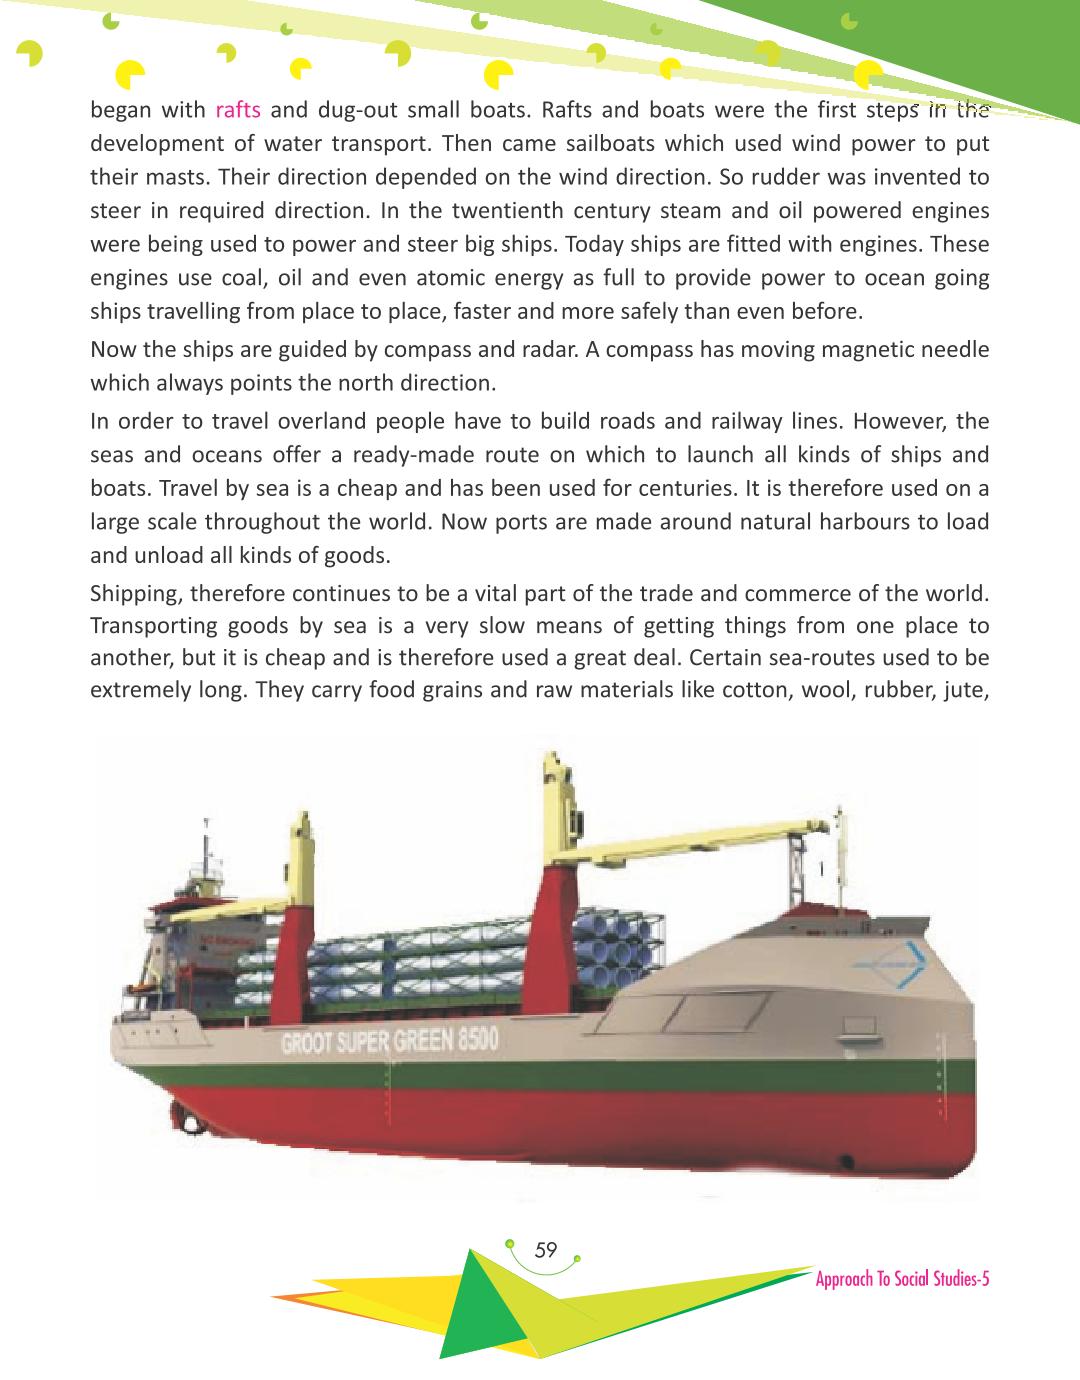 began with rafts and dug-out small boats. Rafts and boats were the first steps in the
development of water transport. Then came sailboats which used wind power to put
their masts. Their direction depended on the wind direction. So rudder was invented to
steer in required direction. In the twentienth century steam and oil powered engines
were being used to power and steer big ships. Today ships are fitted with engines. These
engines use coal, oil and even atomic energy as full to provide power to ocean going
ships travelling from place to place, faster and more safely than even before.
Now the ships are guided by compass and radar. A compass has moving magnetic needle
which always points the north direction.
In order to travel overland people have to build roads and railway lines. However, the
seas and oceans offer a ready-made route on which to launch all kinds of ships and
boats. Travel by sea is a cheap and has been used for centuries. It is therefore used on a
large scale throughout the world. Now ports are made around natural harbours to load
and unload all kinds of goods.
Shipping, therefore continues to be a vital part of the trade and commerce of the world.
Transporting goods by sea is a very slow means of getting things from one place to
another, but it is cheap and is therefore used a great deal. Certain sea-routes used to be
extremely long. They carry food grains and raw materials like cotton, wool, rubber, jute,
NO SMOKING
GROOT SUPER GREEN 8500
59
Approach To Social Studies-5